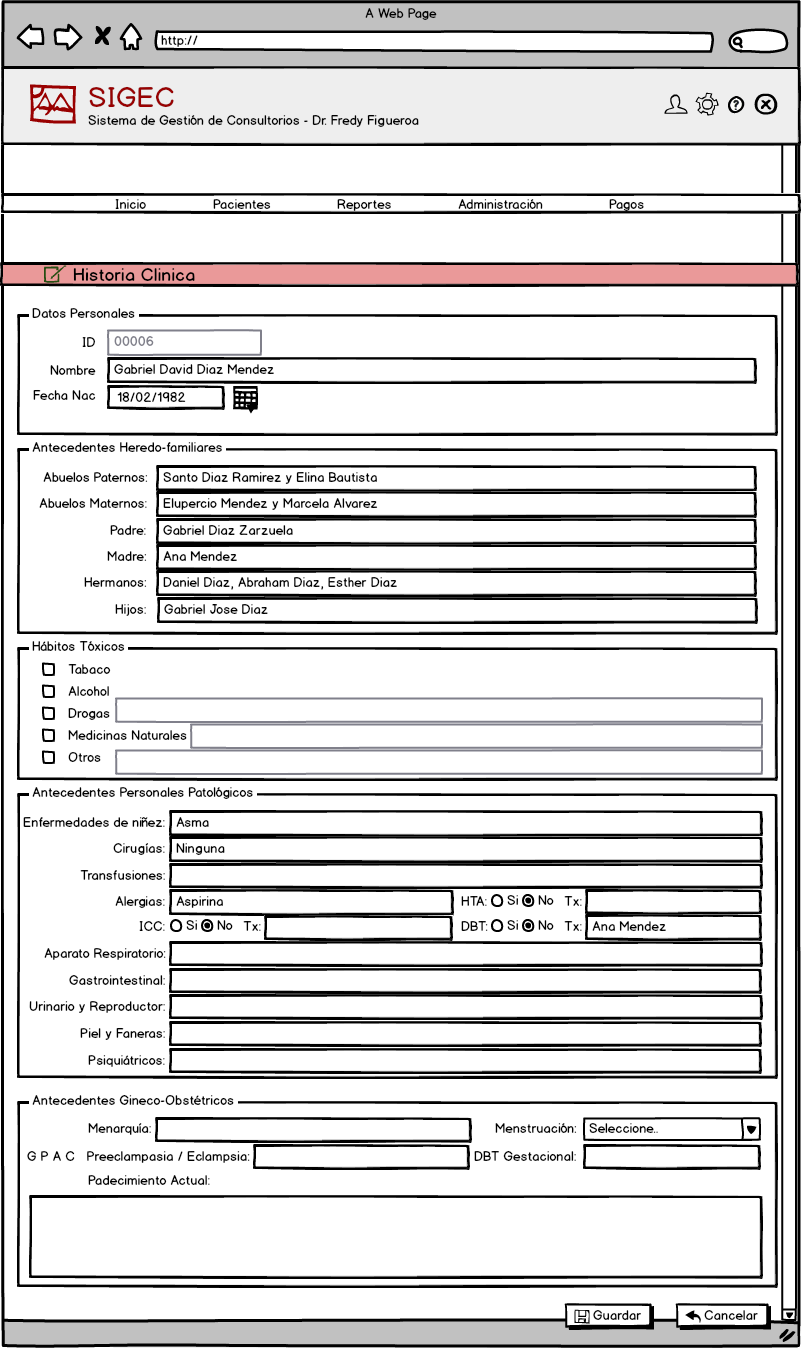 A Web Page
http://
SIGEC
Sistema de Gestión de Consultorios - Dr. Fredy Figueroa
Inicio Pacientes Reportes Administración Pagos
Historia Clinica
Datos Personales
ID 00006
Nombre Gabriel David Diaz Mendez
Fecha Nac 18/02/1982
Antecedentes Heredo-familiares
Abuelos Paternos: Santo Diaz Ramirez y Elina Bautista
Abuelos Maternos: Elupercio Mendez y Marcela Alvarez
Padre: Gabriel Diaz Zarzuela
Madre: Ana Mendez
Hermanos: Daniel Diaz, Abraham Diaz, Esther Diaz
Hijos: Gabriel Jose Diaz
Hábitos Tóxicos
Tabaco
Alcohol
Drogas
Medicinas Naturales
Otros
Antecedentes Personales Patológicos
Enfermedades de niñez: Asma
Cirugías: Ninguna
Transfusiones:
Alergias: Aspirina HTA: Si No Tx:
ICC: Si No Tx: DBT: Si No Tx: Ana Mendez
Aparato Respiratorio:
Gastrointestinal:
Urinario y Reproductor:
Piel y Faneras:
Psiquiátricos:
Antecedentes Gineco-Obstétricos
Menarquía: Menstruación: Seleccione..
G P A C Preeclampasia / Eclampsia: DBT Gestacional:
Padecimiento Actual:
Guardar Cancelar